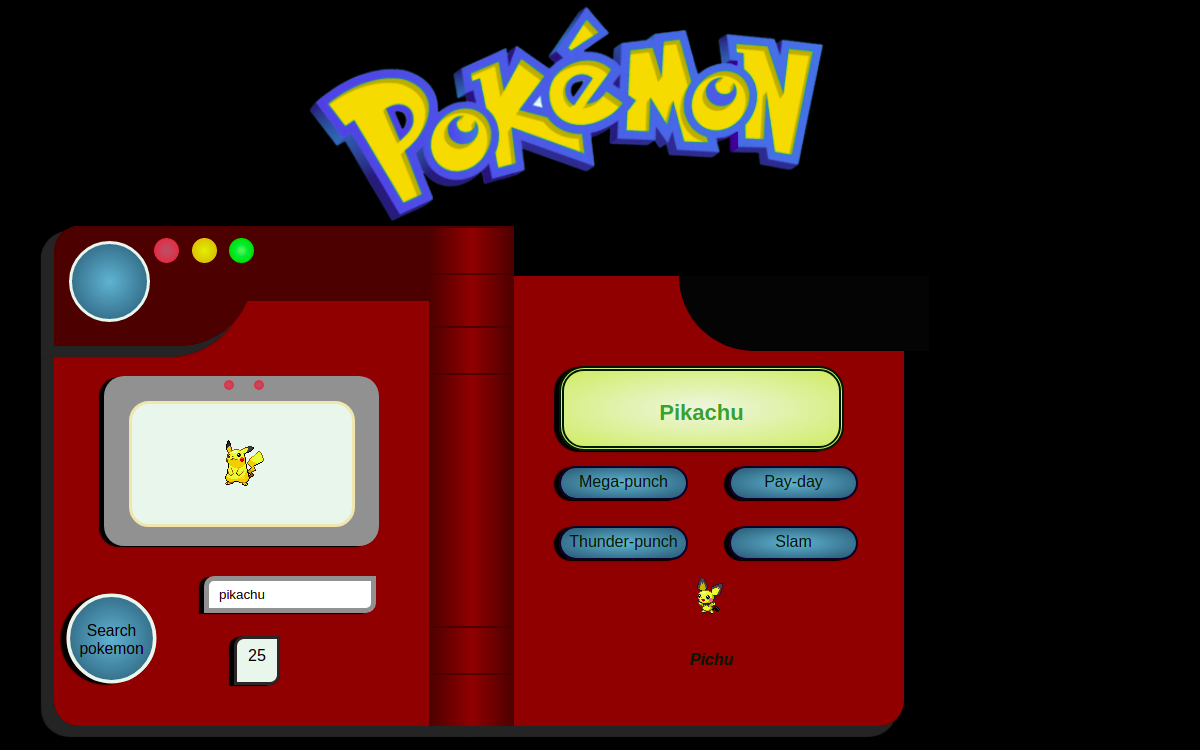 POKéMON
Pikachu
Mega-punch
Pay-day
Thunder-punch
Slam
pikachu
Search
pokemon
25
Pichu